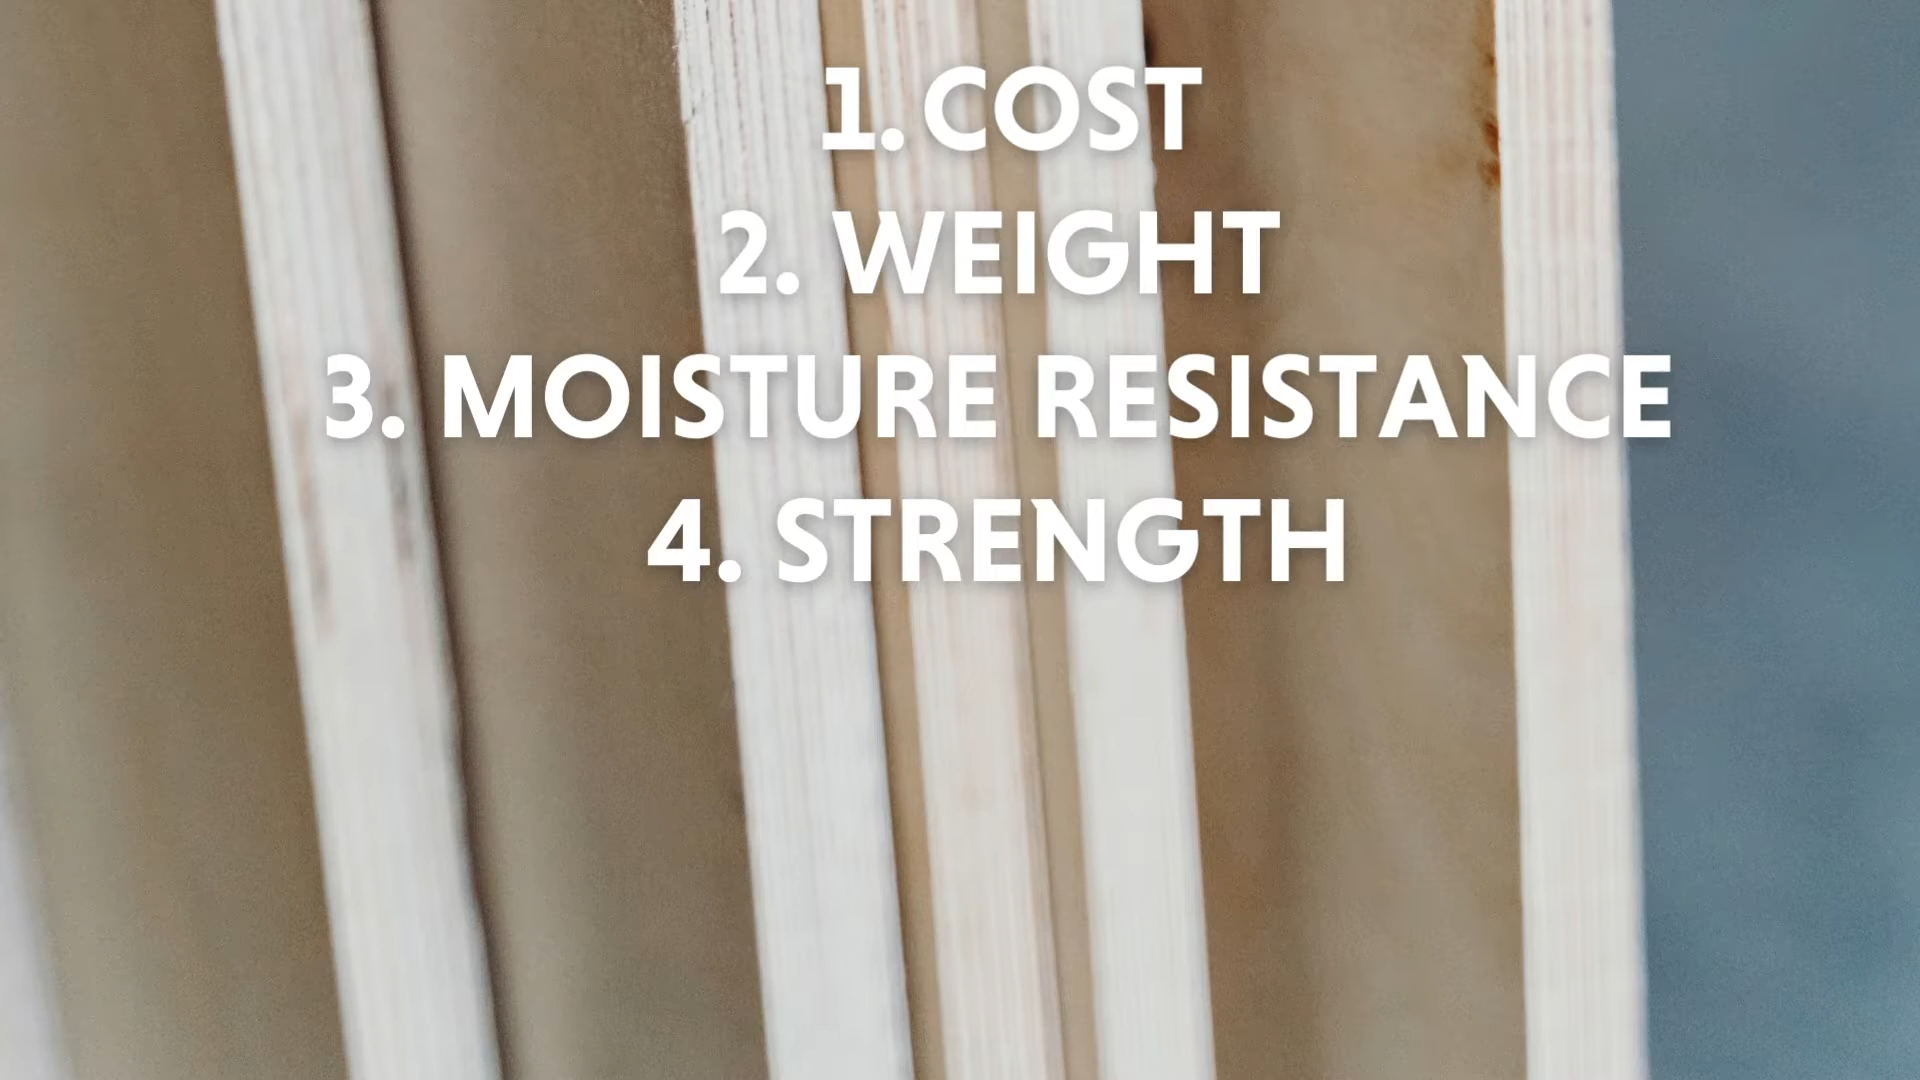 1. COST
2. WEIGHT
3. MOISTURE RESISTANCE
4. STRENGTH